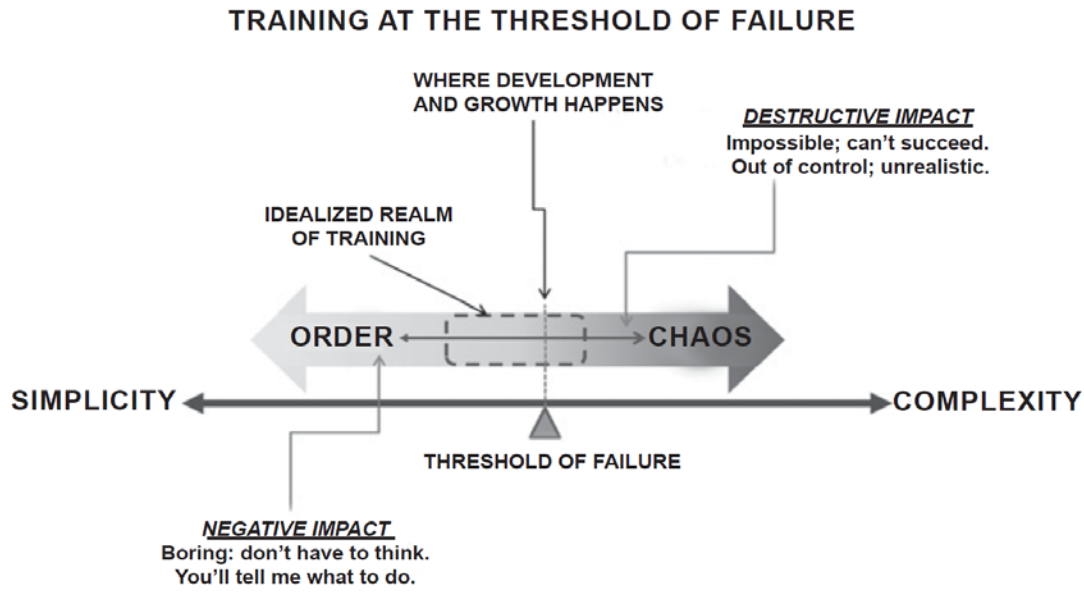 TRAINING AT THE THRESHOLD OF FAILURE
WHERE DEVELOPMENT
AND GROWTH HAPPENS
DESTRUCTIVE IMPACT
Impossible; can't succeed.
Out of control; unrealistic.
IDEALIZED REALM
OF TRAINING
ORDER
CHAOS
SIMPLICITY
COMPLEXITY
THRESHOLD OF FAILURE
NEGATIVE IMPACT
Boring: don't have to think.
You'll tell me what to do.